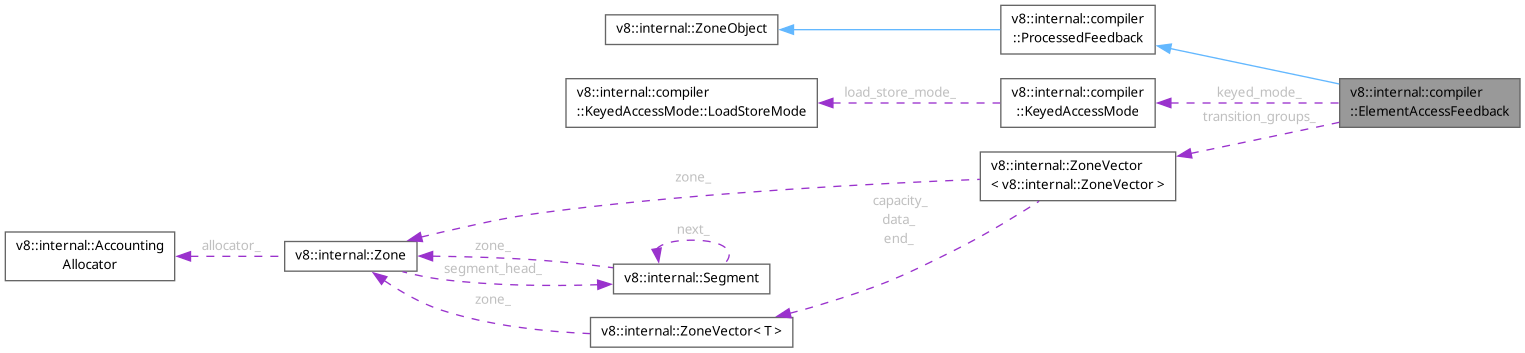 v8::internal::ZoneObject
v8::internal::compiler
::ProcessedFeedback
v8::internal::compiler
::KeyedAccessMode::LoadStoreMode
load_store_mode_
v8::internal::compiler
::KeyedAccessMode
keyed_mode_
transition_groups_
v8::internal::compiler
::ElementAccessFeedback
v8::internal::ZoneVector
< v8::internal::ZoneVector >
zone_
capacity_
data_
end_
v8::internal::Accounting
Allocator
allocator_
v8::internal::Zone
zone_
segment_head_
next_
v8::internal::Segment
zone_
v8::internal::ZoneVector< T >